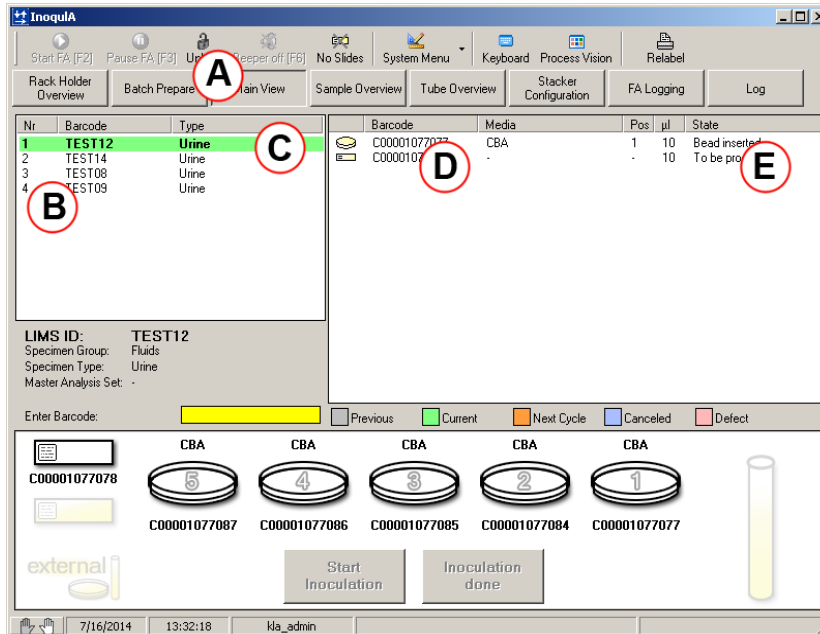 InoqulA
Start FA [F2] Pause FA [F3] Beeper off [F6] No Slides System Menu Keyboard Process Vision Relabel
Rack Holder Overview Batch Prepare Main View Sample Overview Tube Overview Stacker Configuration FA Logging Log
A
Nr Barcode Type
1 TEST12 Urine
2 TEST14 Urine
3 TEST08 Urine
4 TEST09 Urine
B
C
Barcode Media Pos µl State
C00001077077 CBA 1 10 Bead inserted
- - 10 To be
D
E
LIMS ID: TEST12
Specimen Group: Fluids
Specimen Type: Urine
Master Analysis Set: -
Enter Barcode:
Previous Current Next Cycle Canceled Defect
CBA CBA CBA CBA CBA
5 4 3 2 1
C00001077078
C00001077087 C00001077086 C00001077085 C00001077084 C00001077077
external
Start Inoculation
Inoculation done
7/16/2014 13:32:18 kla_admin